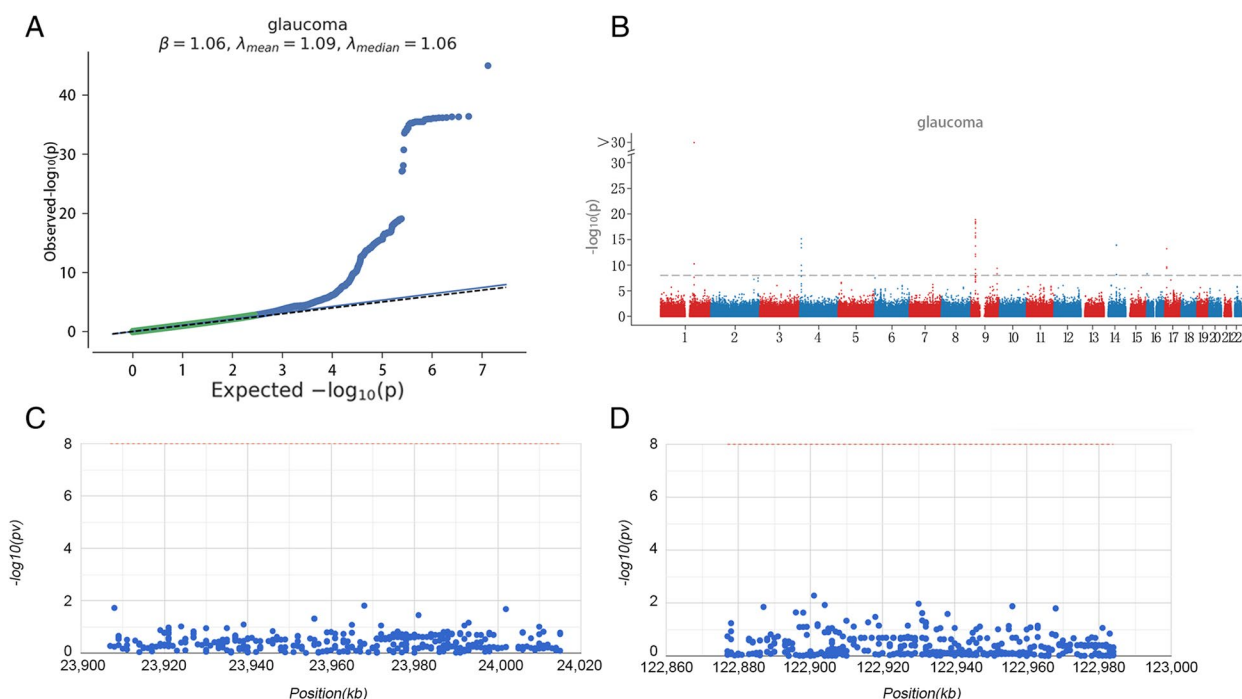 A
glaucoma
β = 1.06, λmean = 1.09, λmedian = 1.06
Observed-log10(p)
40
30
20
10
0
0 1 2 3 4 5 6 7
Expected −log10(p)
B
glaucoma
-log10(p)
>30
30
25
20
15
10
5
0
1 2 3 4 5 6 7 8 9 10 11 12 13 14 15 16 17 18 19 20 21 22
C
-log10(pv)
8
6
4
2
0
23,900 23,920 23,940 23,960 23,980 24,000 24,020
Position(kb)
D
-log10(pv)
8
6
4
2
0
122,860 122,880 122,900 122,920 122,940 122,960 122,980 123,000
Position(kb)